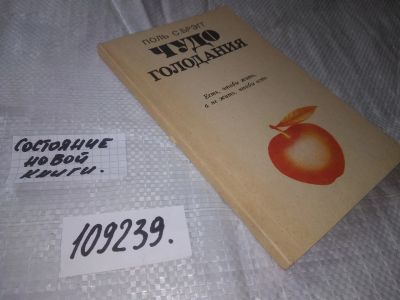 ПОЛЬ С. БРЭГГ
ЧУДО
ГОЛОДАНИЯ
Есть, чтобы жить,
а не жить, чтобы есть
СОСТОЯНИЕ
НОВОЙ
КНИГИ.
109239.